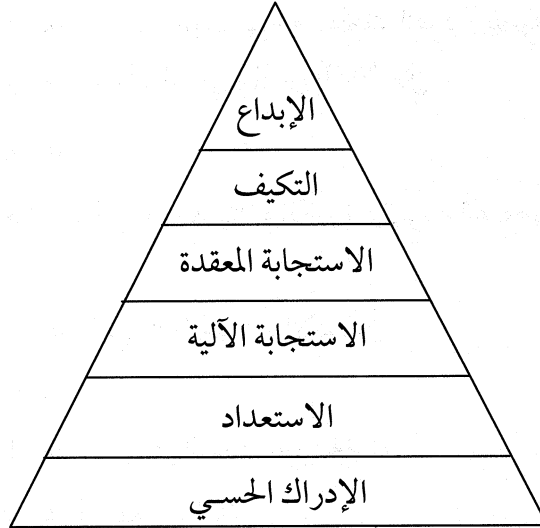 الإبداع
التكيف
الاستجابة المعقدة
الاستجابة الآلية
الاستعداد
الإدراك الحسي